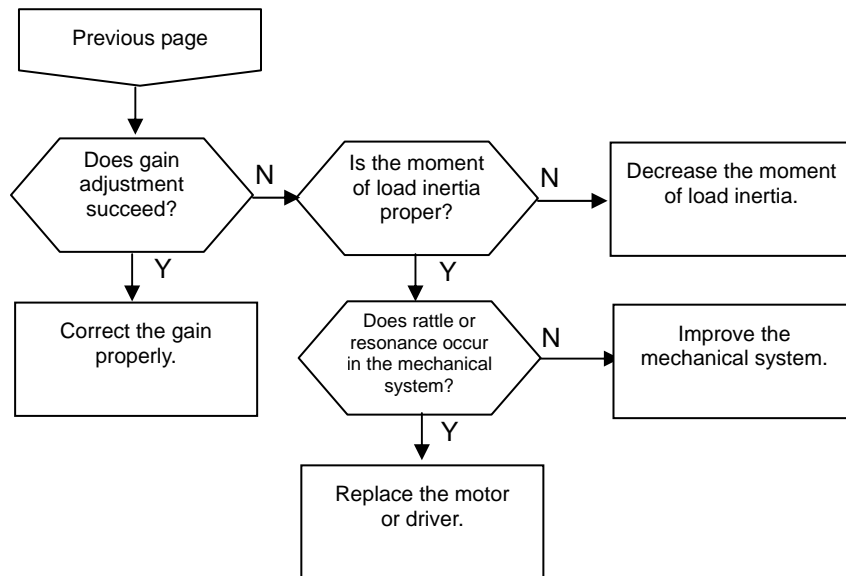 Previous page
Does gain
adjustment
succeed?
N
Is the moment
of load inertia
proper?
N
Decrease the moment
of load inertia.
Y
Y
Correct the gain
properly.
Does rattle or
resonance occur
in the mechanical
system?
N
Improve the
mechanical system.
Y
Replace the motor
or driver.